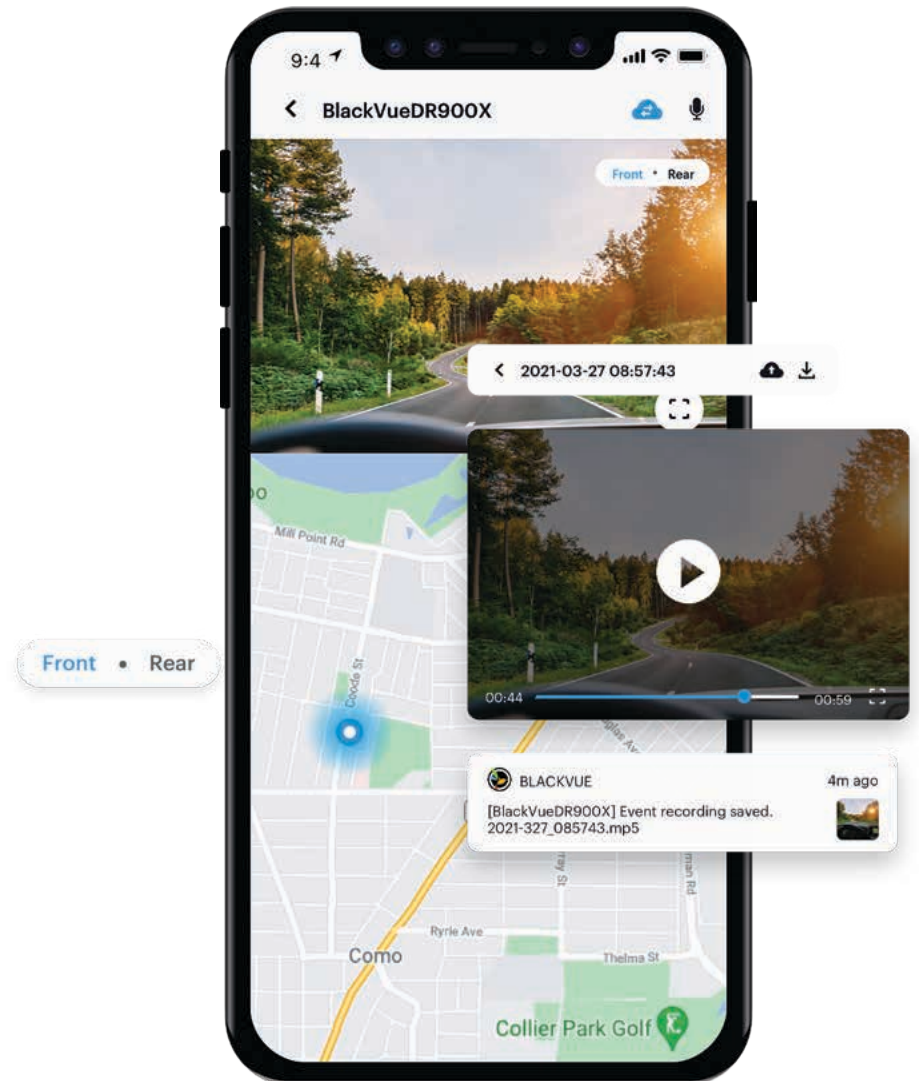 9:4
BlackVueDR900X
Front • Rear
2021-03-27 08:57:43
Mill Point Rd
Coode St
00:44
00:59
Front • Rear
BLACKVUE
4m ago
[BlackVueDR900X] Event recording saved.
2021-327_085743.mp5
Ryrie Ave
Como
Thelma St
Collier Park Golf